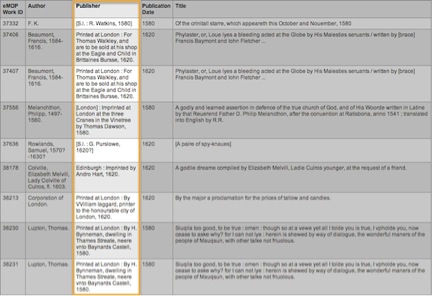 eMOP Work ID Author Publisher Publication Date Title
37332 F. K. [S.l. : R. Watkins, 1580] 1580 Of the crinitall starre, which appeareth this October and Nouember, 1580
37406 Beaumont, Francis, 1584-1616. Printed at London : For Thomas Walkley, and are to be sold at his shop at the Eagle and Child in Brittaines Bursse, 1620. 1620 Phylaster, or, Loue lyes a bleeding acted at the Globe by His Maiesties seruants / written by [brace] Francis Baymont and Iohn Fletcher ...
37407 Beaumont, Francis, 1584-1616. Printed at London : For Thomas Walkley, and are to be sold at his shop at the Eagle and Child in Brittaines Bursse, 1620. 1620 Phylaster, or, Loue lyes a bleeding acted at the Globe by His Maiesties seruants / written by [brace] Francis Baymont and Iohn Fletcher ...
37556 Melanchthon, Philipp, 1497-1560. [London] : Imprinted at London at the three Cranes in the Vinetree by Thomas Dawson, 1580. 1580 A godly and learned assertion in defence of the true church of God, and of His Woorde written in Latine by that Reuerend Father D. Philip Melandthon, after the conuention at Ratisbona, anno 1541 ; translated into English by R.R.
37636 Rowlands, Samuel, 1570?-1630? [S.l. : G. Purslowe, 1620?] 1620 [A paire of spy-knaues]
38178 Colville, Elizabeth Melvill, Lady Colville of Culros, fl. 1603. Edinburgh : Imprinted by Andro Hart, 1620. 1620 A godlie dreame compyled by Elizabeth Melvill, Ladie Culros younger, at the request of a friend.
38213 Corporation of London. Printed at London : By VVilliam Iaggard, printer to the honourable city of London, 1620. 1620 By the maior a proclamation for the prices of tallow and candles.
38230 Lupton, Thomas. Printed at London : By H. Bynneman, dwelling in Thames Streate, neere vnto Baynards Castell, 1580. 1580 Siuqila too good, to be true : omen : though so at a vewe yet all I tolde you is true, I vpholde you, now cease to aske why? for I can not lye : herein is shewed by way of dialogue, the wonderful maners of the people of Mauqsun, with other talke not friuolous.
38231 Lupton, Thomas. Printed at London : By H. Bynneman, dwelling in Thames Streate, neere vnto Baynards Castell, 1580. 1580 Siuqila too good, to be true : omen : though so at a vewe yet all I tolde you is true, I vpholde you, now cease to aske why? for I can not lye : herein is shewed by way of dialogue, the wonderful maners of the people of Mauqsun, with other talke not friuolous.